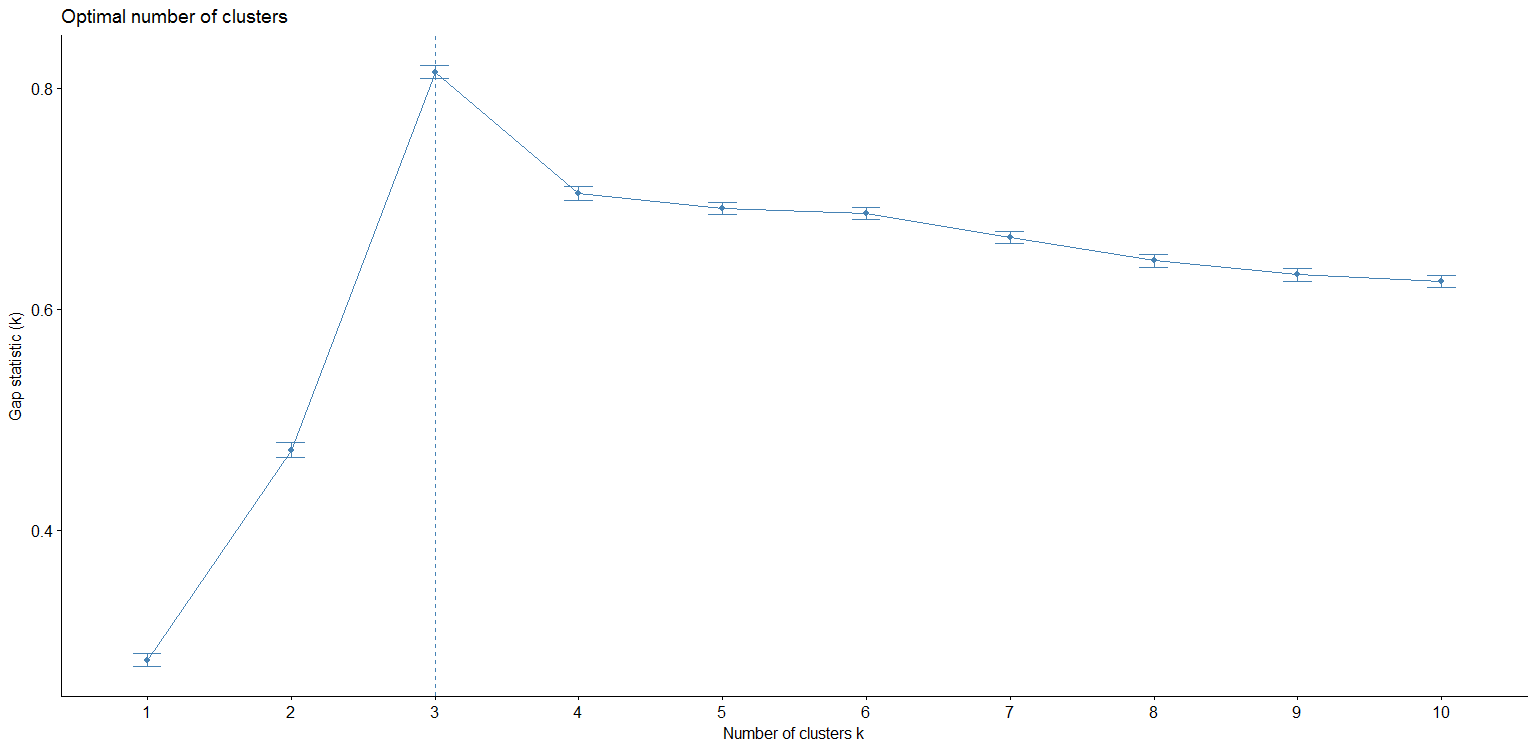 Optimal number of clusters
0.8
0.6
0.4
Gap statistic (k)
1 2 3 4 5 6 7 8 9 10
Number of clusters k